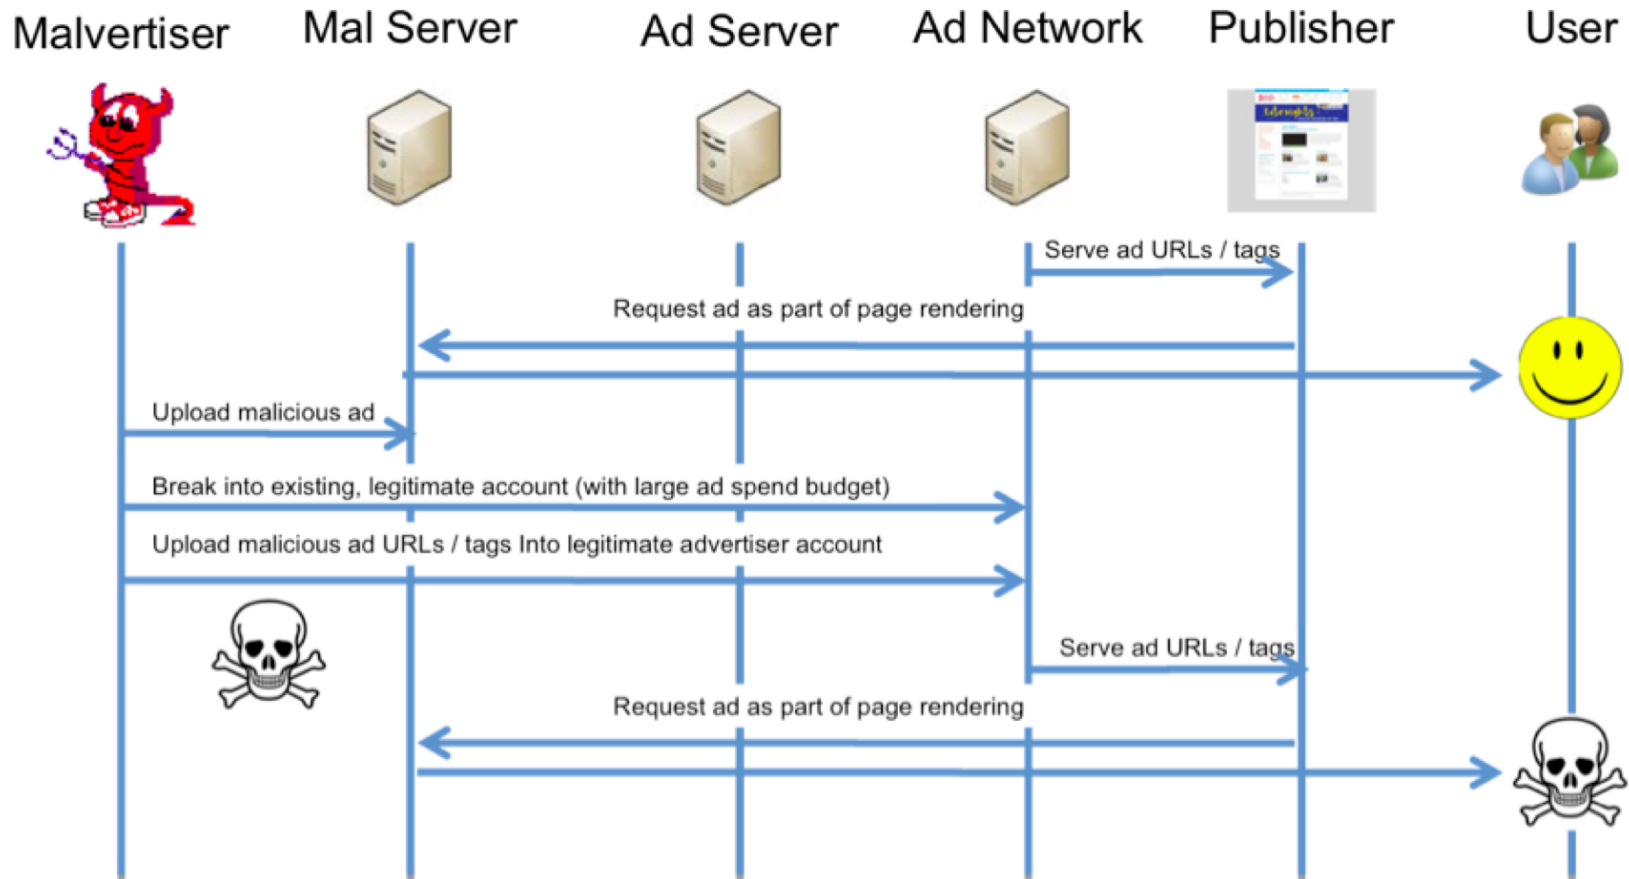 Malvertiser
Mal Server
Ad Server
Ad Network
Publisher
User
Serve ad URLs / tags
Request ad as part of page rendering
Upload malicious ad
Break into existing, legitimate account (with large ad spend budget)
Upload malicious ad URLs / tags Into legitimate advertiser account
Serve ad URLs / tags
Request ad as part of page rendering